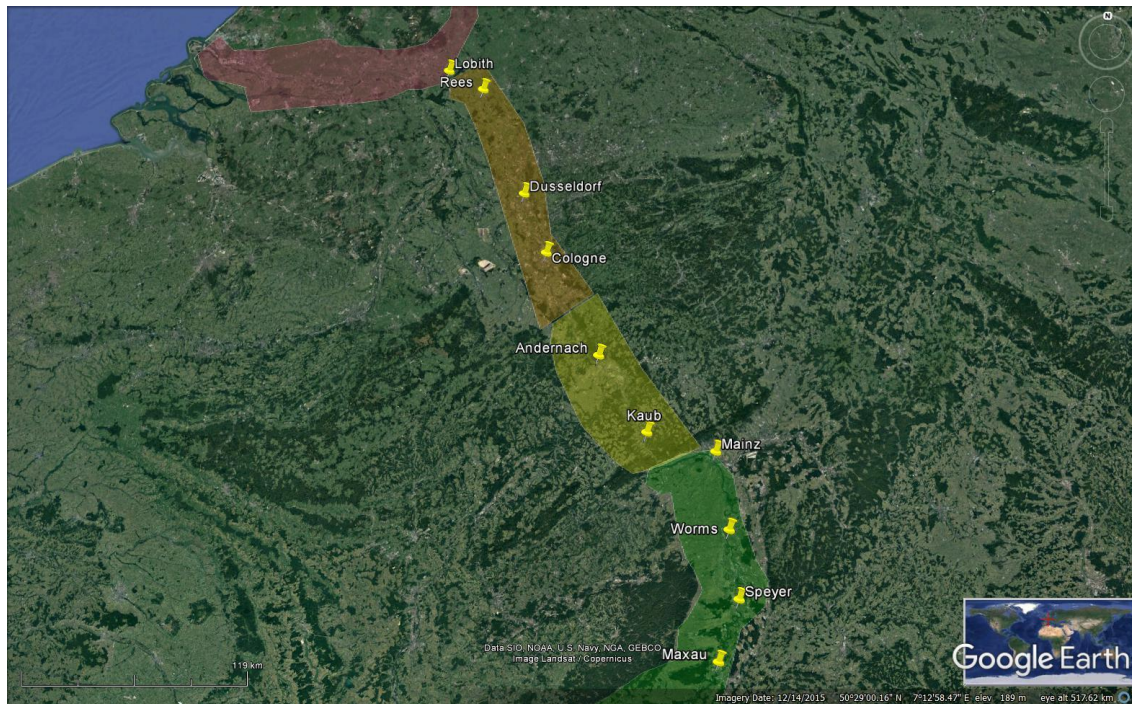 N
Lobith
Rees
Dusseldorf
Cologne
Andernach
Kaub
Mainz
Worms
Speyer
Maxau
Data SIO, NOAA, U.S. Navy, NGA, GEBCO
Image Landsat / Copernicus
119 km
Google Earth
Imagery Date: 12/14/2015 50°29'00.16" N 7°12'58.47" E elev 189 m eye alt 517.62 km